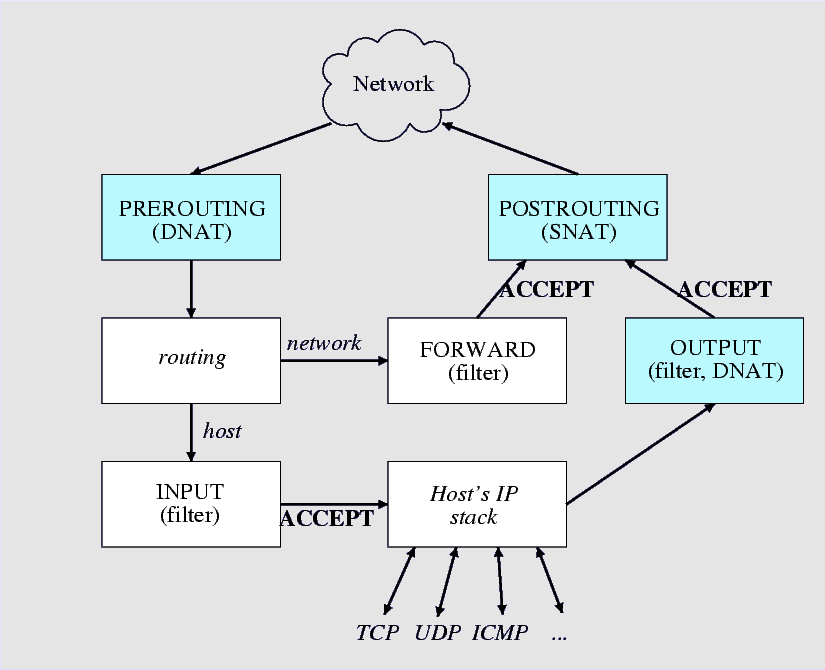 Network
PREROUTING
(DNAT)
POSTROUTING
(SNAT)
ACCEPT
ACCEPT
routing
network
FORWARD
(filter)
OUTPUT
(filter, DNAT)
host
INPUT
(filter)
ACCEPT
Host's IP
stack
TCP UDP ICMP ...